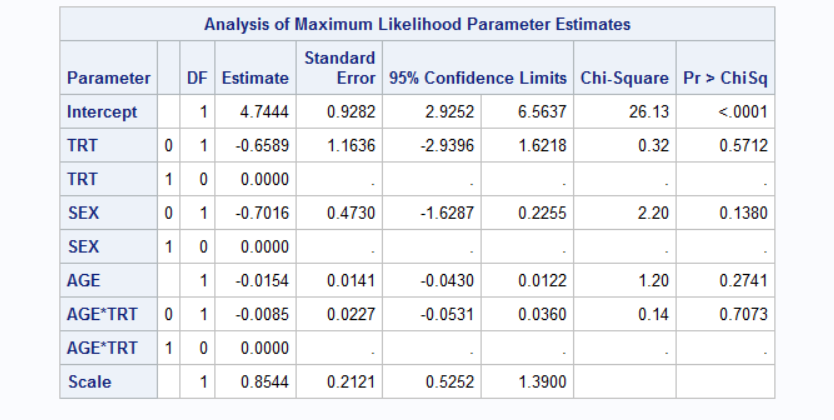 Analysis of Maximum Likelihood Parameter Estimates
Parameter DF Estimate Standard Error 95% Confidence Limits Chi-Square Pr > ChiSq
Intercept 1 4.7444 0.9282 2.9252 6.5637 26.13 <.0001
TRT 0 1 -0.6589 1.1636 -2.9396 1.6218 0.32 0.5712
TRT 1 0 0.0000 . . . . .
SEX 0 1 -0.7016 0.4730 -1.6287 0.2255 2.20 0.1380
SEX 1 0 0.0000 . . . . .
AGE 1 -0.0154 0.0141 -0.0430 0.0122 1.20 0.2741
AGE*TRT 0 1 -0.0085 0.0227 -0.0531 0.0360 0.14 0.7073
AGE*TRT 1 0 0.0000 . . . . .
Scale 1 0.8544 0.2121 0.5252 1.3900